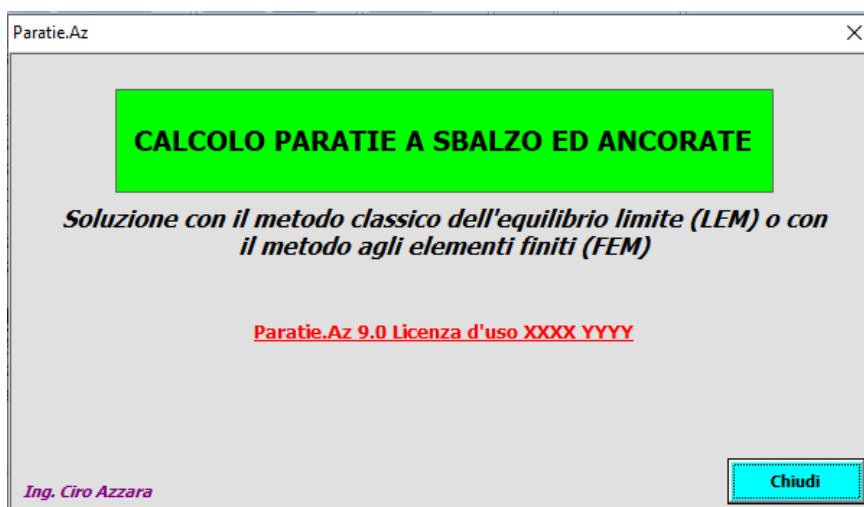 Paratie.Az
CALCOLO PARATIE A SBALZO ED ANCORATE
Soluzione con il metodo classico dell'equilibrio limite (LEM) o con
il metodo agli elementi finiti (FEM)
Paratie.Az 9.0 Licenza d'uso XXXX YYYY
Ing. Ciro Azzara
Chiudi